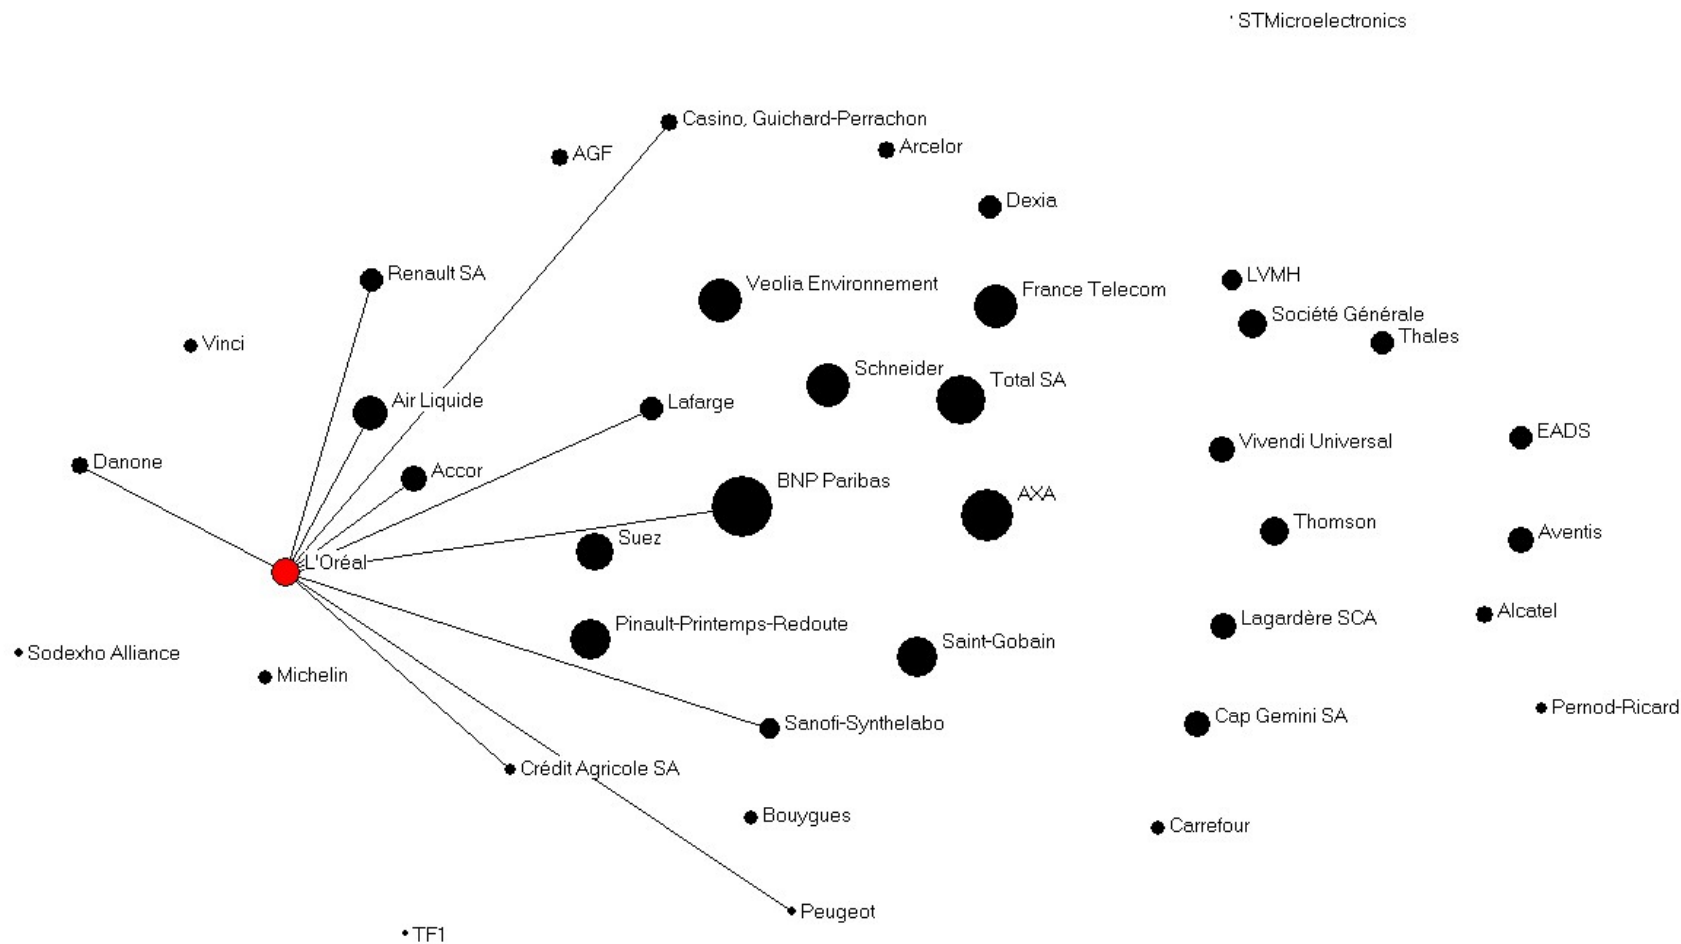 STMicroelectronics
Casino, Guichard-Perrachon
Arcelor
AGF
Dexia
Renault SA
LVMH
Veolia Environnement
France Telecom
Société Générale
Thales
Vinci
Schneider
Total SA
Air Liquide
Lafarge
EADS
Vivendi Universal
Danone
Accor
BNP Paribas
AXA
Thomson
Aventis
Suez
L'Oréal
Alcatel
Lagardère SCA
Pinault-Printemps-Redoute
Saint-Gobain
Sodexho Alliance
Michelin
Pernod-Ricard
Cap Gemini SA
Sanofi-Synthelabo
Crédit Agricole SA
Bouygues
Carrefour
Peugeot
TF1